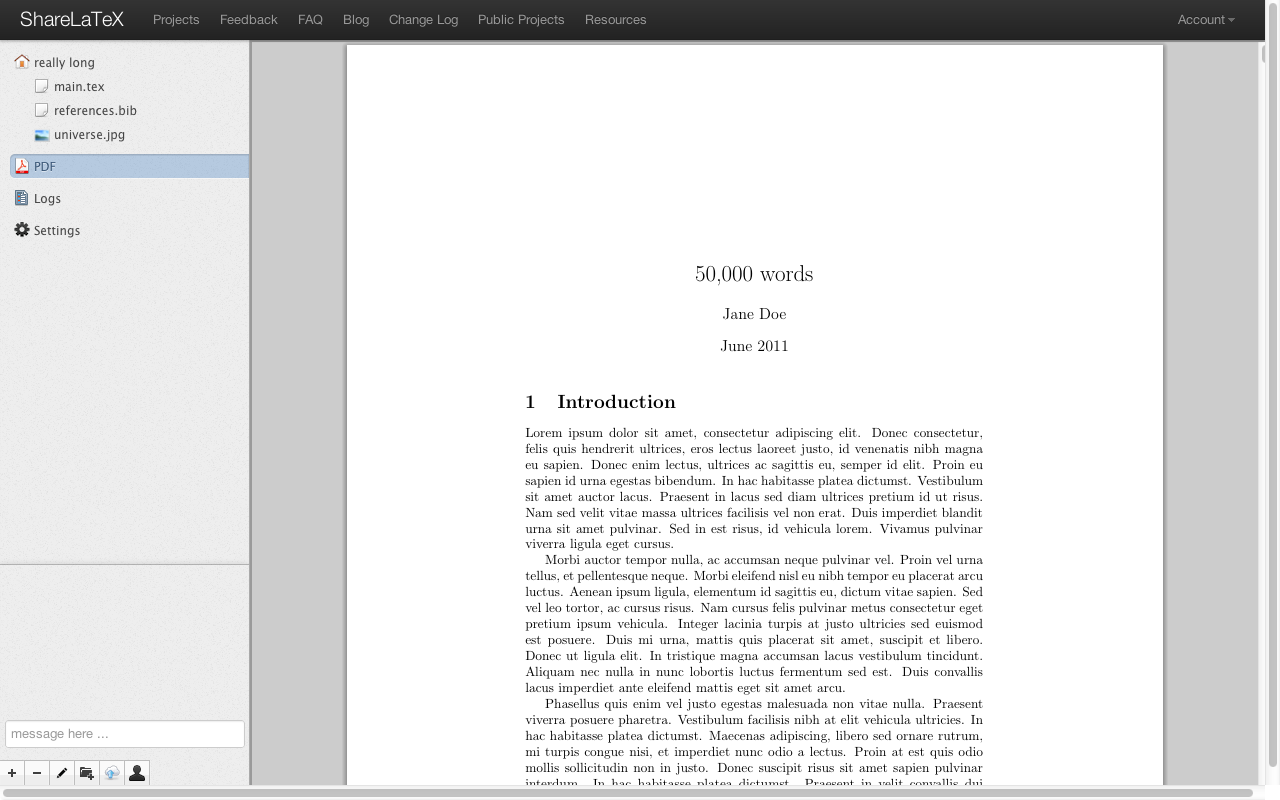 ShareLaTeX Projects Feedback FAQ Blog Change Log Public Projects Resources Account
really long
main.tex
references.bib
universe.jpg
PDF
Logs
Settings
message here ...
50,000 words
Jane Doe
June 2011
1 Introduction
Lorem ipsum dolor sit amet, consectetur adipiscing elit. Donec consectetur,
felis quis hendrerit ultrices, eros lectus laoreet justo, id venenatis nibh magna
eu sapien. Donec enim lectus, ultrices ac sagittis eu, semper id elit. Proin eu
sapien id urna egestas bibendum. In hac habitasse platea dictumst. Vestibulum
sit amet auctor lacus. Praesent in lacus sed diam ultrices pretium id ut risus.
Nam sed velit vitae massa ultrices facilisis vel non erat. Duis imperdiet blandit
urna sit amet pulvinar. Sed in est risus, id vehicula lorem. Vivamus pulvinar
viverra ligula eget cursus.
Morbi auctor tempor nulla, ac accumsan neque pulvinar vel. Proin vel urna
tellus, et pellentesque neque. Morbi eleifend nisl eu nibh tempor eu placerat arcu
luctus. Aenean ipsum ligula, elementum id sagittis eu, dictum vitae sapien. Sed
vel leo tortor, ac cursus risus. Nam cursus felis pulvinar metus consectetur eget
pretium ipsum vehicula. Integer lacinia turpis at justo ultricies sed euismod
est posuere. Duis mi urna, mattis quis placerat sit amet, suscipit et libero.
Donec ut ligula elit. In tristique magna accumsan lacus vestibulum tincidunt.
Aliquam nec nulla in nunc lobortis luctus fermentum sed est. Duis convallis
lacus imperdiet ante eleifend mattis eget sit amet arcu.
Phasellus quis enim vel justo egestas malesuada non vitae nulla. Praesent
viverra posuere pharetra. Vestibulum facilisis nibh at elit vehicula ultricies. In
hac habitasse platea dictumst. Maecenas adipiscing, libero sed ornare rutrum,
mi turpis congue nisi, et imperdiet nunc odio a lectus. Proin at est quis odio
mollis sollicitudin non in justo. Donec suscipit risus sit amet sapien pulvinar
interdum. In hac habitasse platea dictumst. Praesent in velit convallis dui